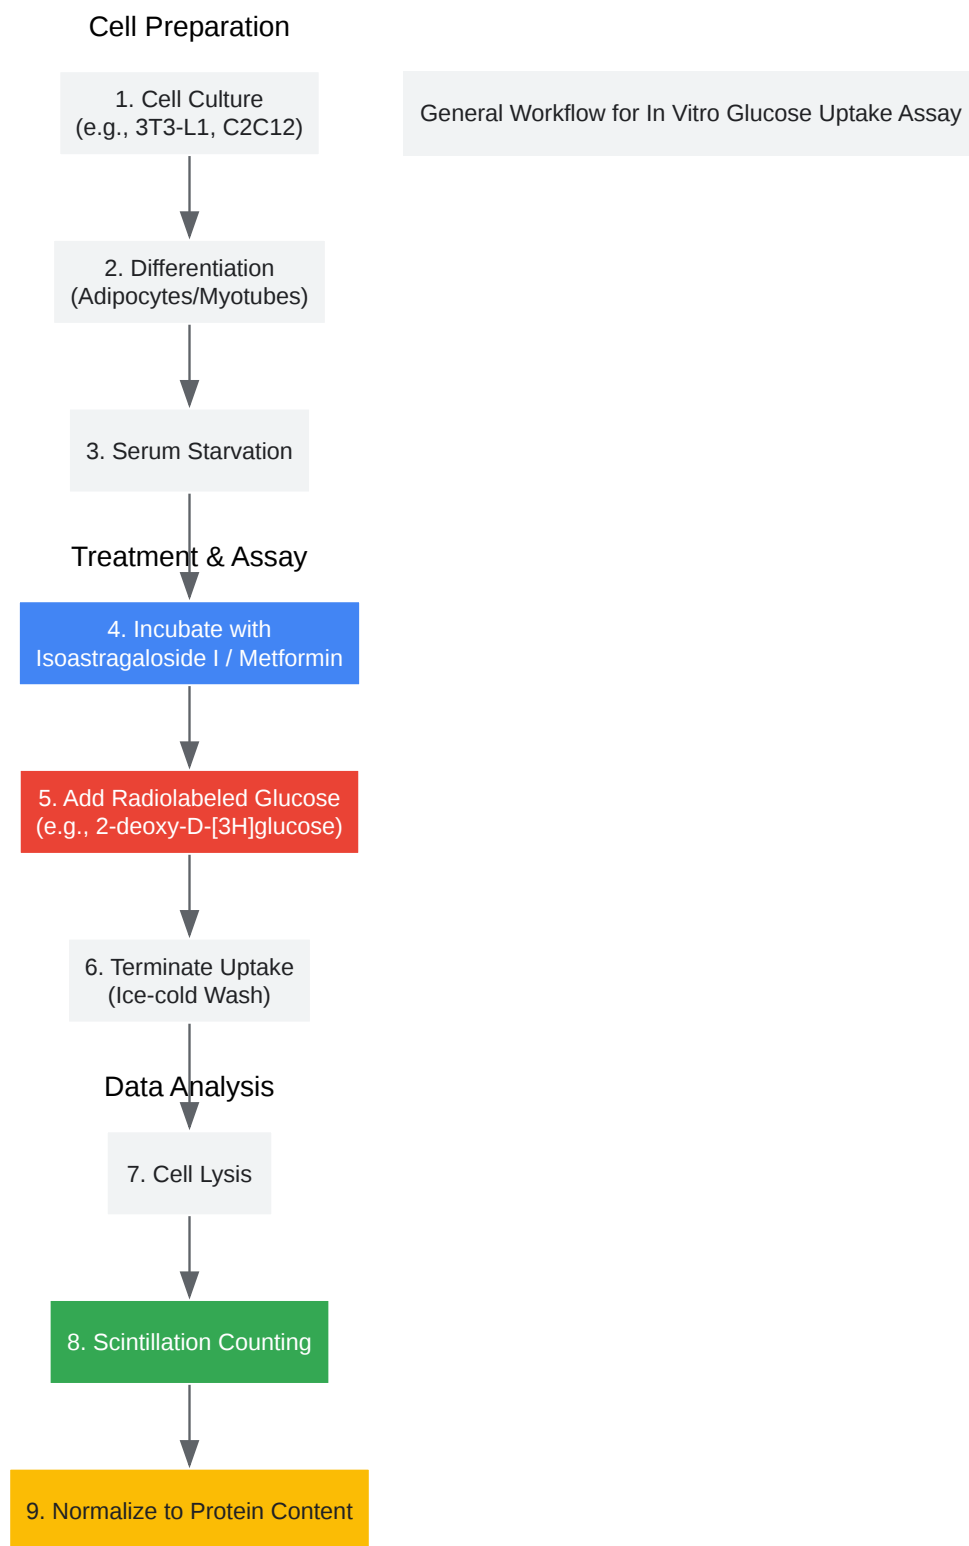 Cell Preparation
1. Cell Culture
(e.g., 3T3-L1, C2C12)
General Workflow for In Vitro Glucose Uptake Assay
2. Differentiation
(Adipocytes/Myotubes)
3. Serum Starvation
Treatment & Assay
4. Incubate with
Isoastragaloside I / Metformin
5. Add Radiolabeled Glucose
(e.g., 2-deoxy-D-[3H]glucose)
6. Terminate Uptake
(Ice-cold Wash)
Data Analysis
7. Cell Lysis
8. Scintillation Counting
9. Normalize to Protein Content